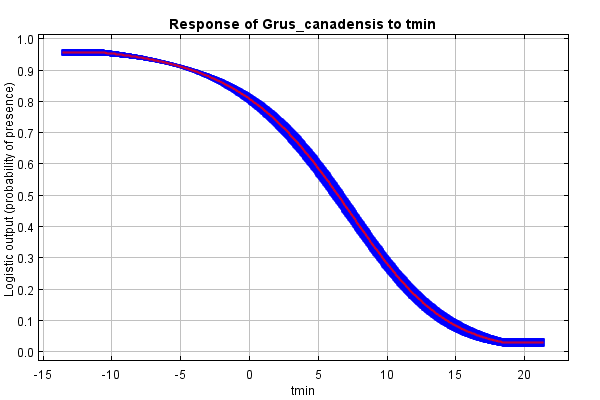 Response of Grus_canadensis to tmin
Logistic output (probability of presence)
1.0
0.9
0.8
0.7
0.6
0.5
0.4
0.3
0.2
0.1
0.0
-15 -10 -5 0 5 10 15 20
tmin